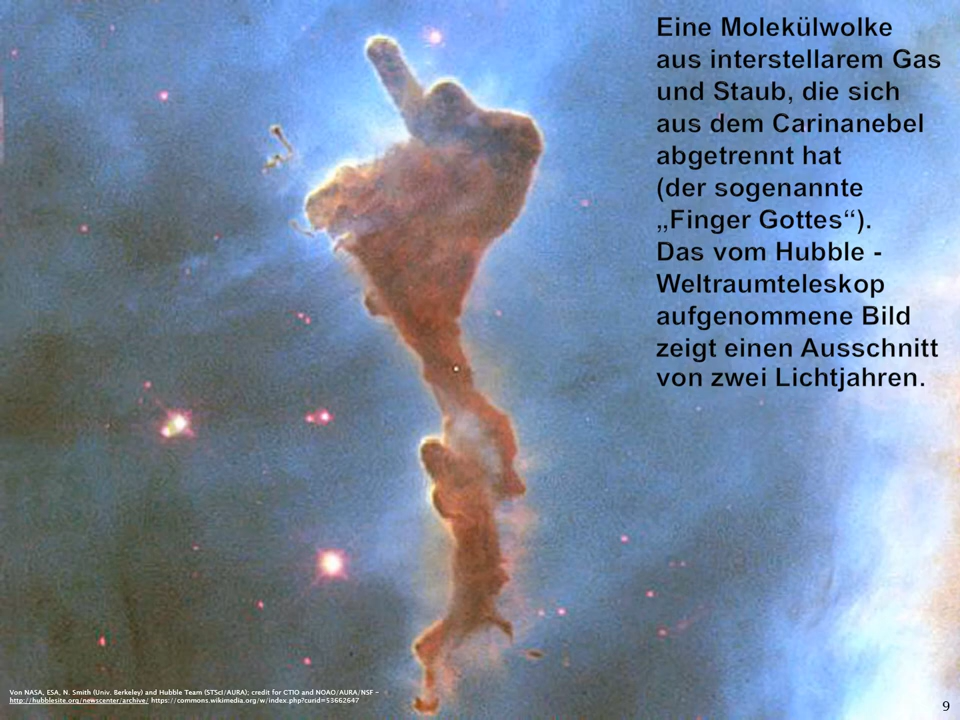 Eine Molekülwolke
aus interstellarem Gas
und Staub, die sich
aus dem Carinanebel
abgetrennt hat
(der sogenannte
„Finger Gottes“).
Das vom Hubble -
Weltraumteleskop
aufgenommene Bild
zeigt einen Ausschnitt
von zwei Lichtjahren.
Von NASA, ESA, N. Smith (Univ. Berkeley) and Hubble Team (STScI/AURA); credit for CTIO and NOAO/AURA/NSF -
http://hubblesite.org/newscenter/archive/ https://commons.wikimedia.org/w/index.php?curid=53662647
9